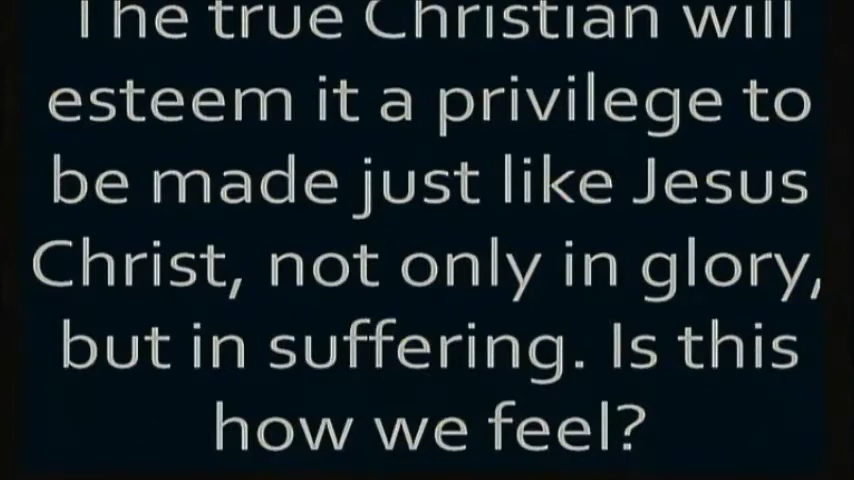 The true Christian will
esteem it a privilege to
be made just like Jesus
Christ, not only in glory,
but in suffering. Is this
how we feel?